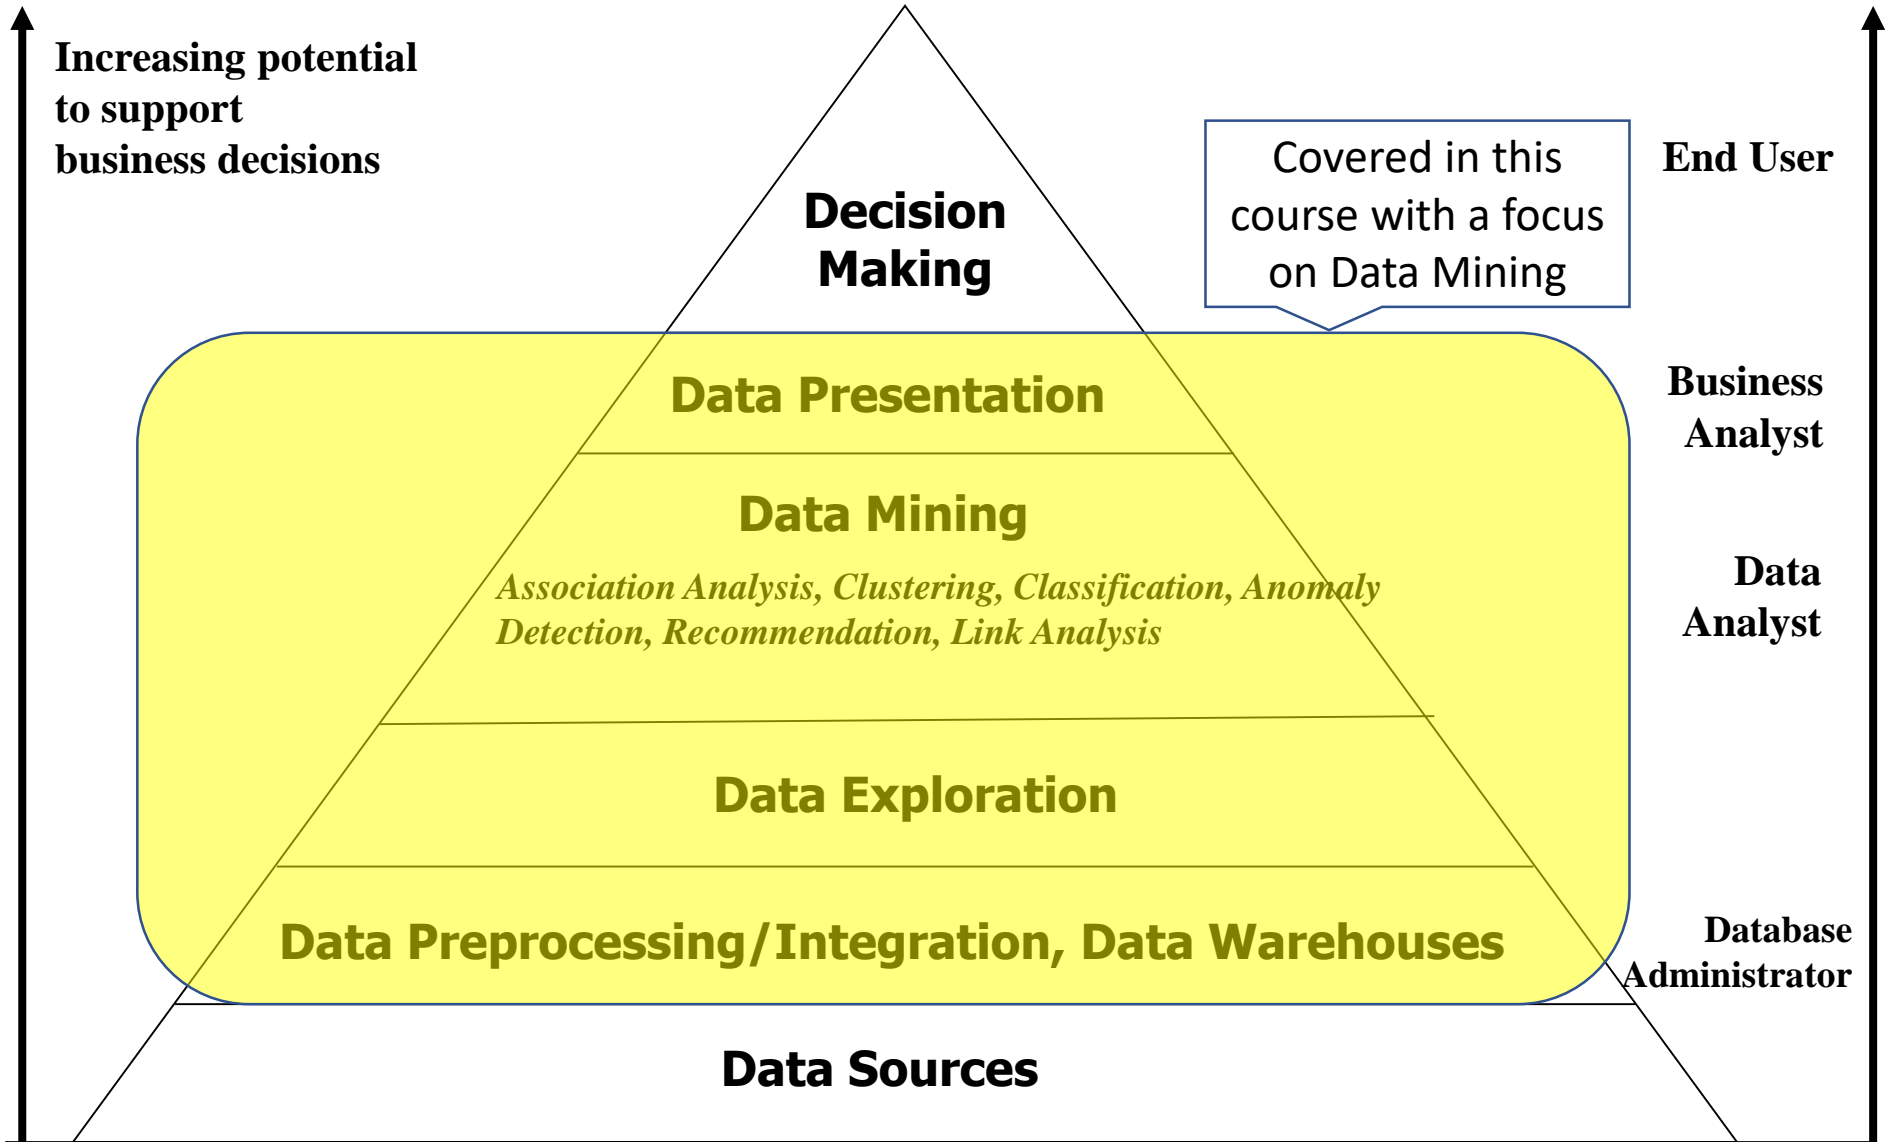 Increasing potential
to support
business decisions
Decision
Making
Covered in this
course with a focus
on Data Mining
End User
Data Presentation
Business
Analyst
Data Mining
Association Analysis, Clustering, Classification, Anomaly
Detection, Recommendation, Link Analysis
Data
Analyst
Data Exploration
Data Preprocessing/Integration, Data Warehouses
Database
Administrator
Data Sources